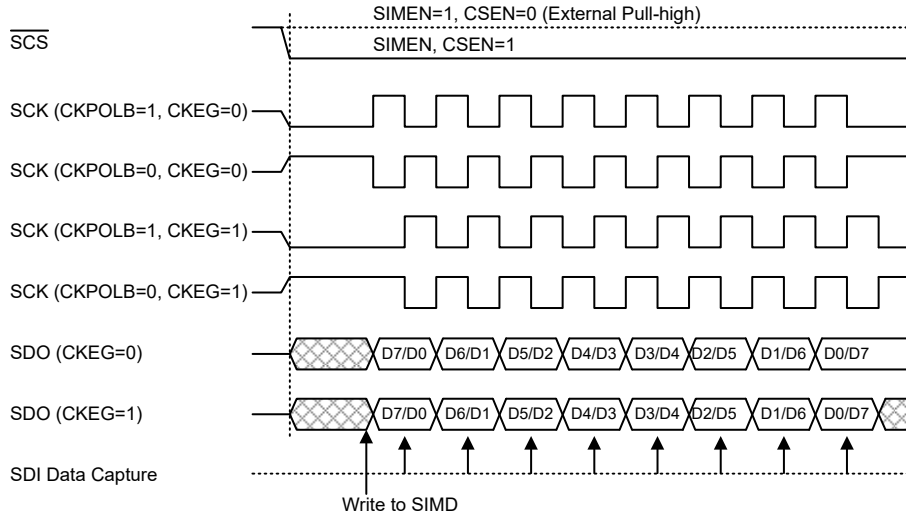 SIMEN=1, CSEN=0 (External Pull-high)
SCS
SIMEN, CSEN=1
SCK (CKPOLB=1, CKEG=0)
SCK (CKPOLB=0, CKEG=0)
SCK (CKPOLB=1, CKEG=1)
SCK (CKPOLB=0, CKEG=1)
SDO (CKEG=0) D7/D0 D6/D1 D5/D2 D4/D3 D3/D4 D2/D5 D1/D6 D0/D7
SDO (CKEG=1) D7/D0 D6/D1 D5/D2 D4/D3 D3/D4 D2/D5 D1/D6 D0/D7
SDI Data Capture
Write to SIMD